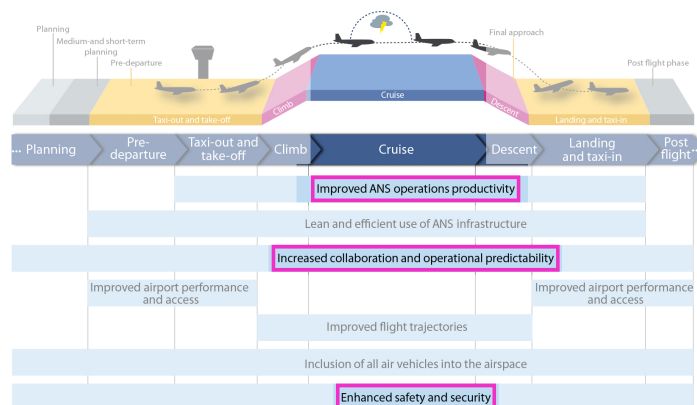 Planning
Medium-and short-term
planning
Pre-departure
Final approach
Post flight phase
Taxi-out and take-off
Climb
Cruise
Descent
Landing and taxi-in
... Planning
Pre-
departure
Taxi-out and
take-off
Climb
Cruise
Descent
Landing
and taxi-in
Post
flight ...
Improved ANS operations productivity
Lean and efficient use of ANS infrastructure
Increased collaboration and operational predictability
Improved airport performance
and access
Improved airport performance
and access
Improved flight trajectories
Inclusion of all air vehicles into the airspace
Enhanced safety and security